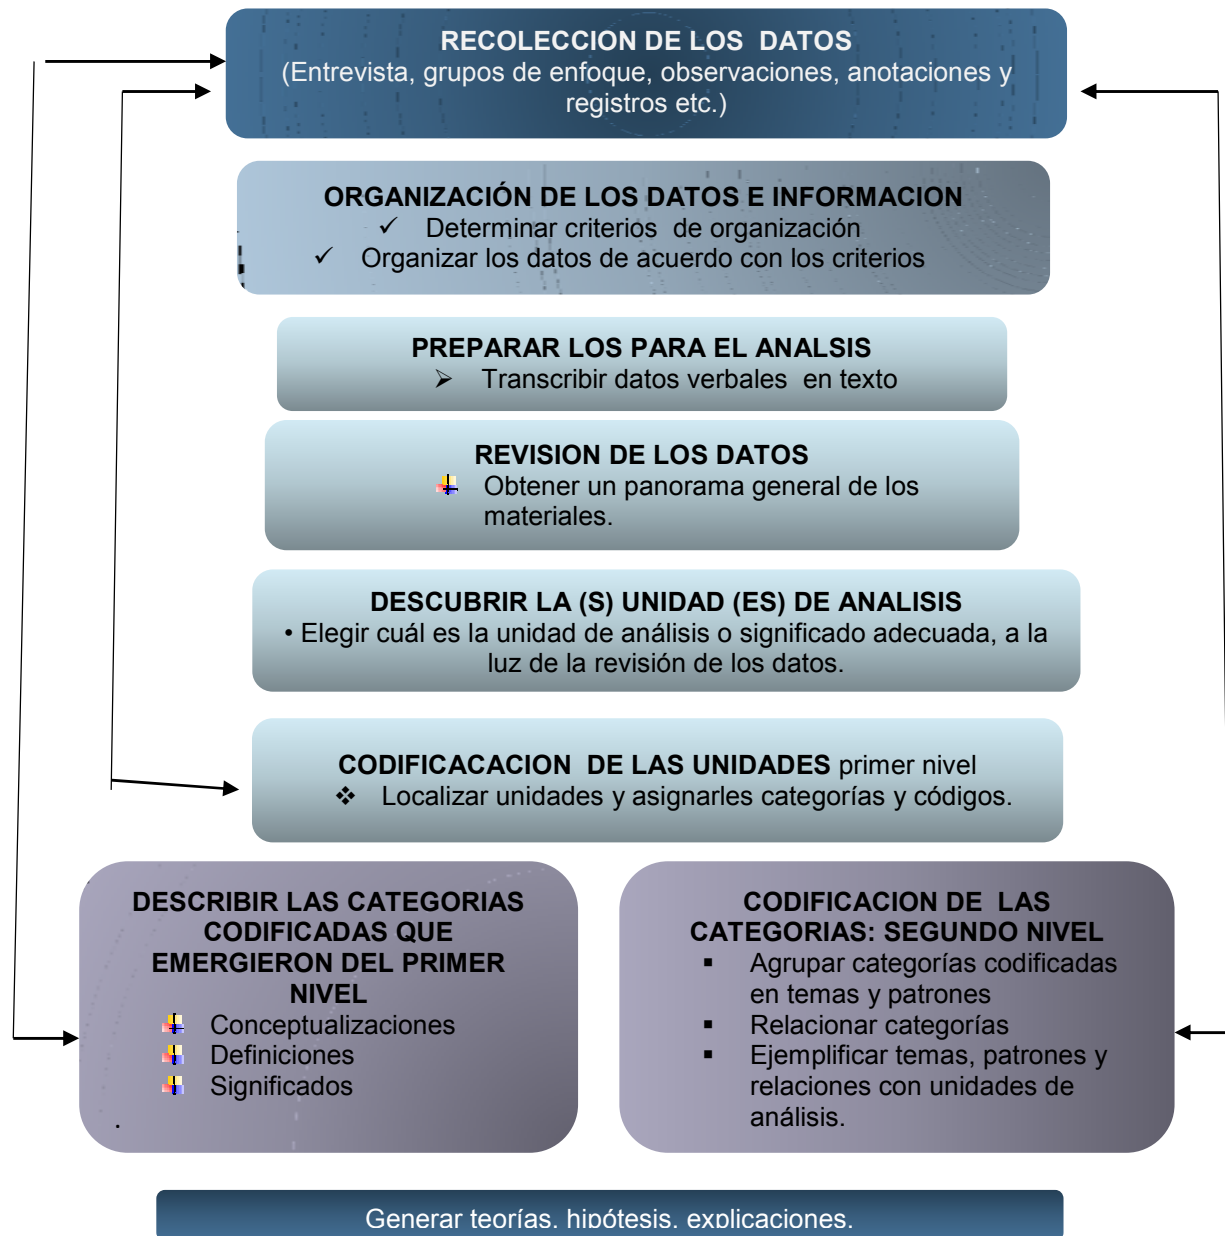 RECOLECCION DE LOS DATOS
(Entrevista, grupos de enfoque, observaciones, anotaciones y
registros etc.)
ORGANIZACIÓN DE LOS DATOS E INFORMACION
✓ Determinar criterios de organización
✓ Organizar los datos de acuerdo con los criterios
PREPARAR LOS PARA EL ANALSIS
➢ Transcribir datos verbales en texto
REVISION DE LOS DATOS
Obtener un panorama general de los
materiales.
DESCUBRIR LA (S) UNIDAD (ES) DE ANALISIS
• Elegir cuál es la unidad de análisis o significado adecuada, a la
luz de la revisión de los datos.
CODIFICACACION DE LAS UNIDADES primer nivel
❖ Localizar unidades y asignarles categorías y códigos.
DESCRIBIR LAS CATEGORIAS
CODIFICADAS QUE
EMERGIERON DEL PRIMER
NIVEL
Conceptualizaciones
Definiciones
Significados
.
CODIFICACION DE LAS
CATEGORIAS: SEGUNDO NIVEL
▪ Agrupar categorías codificadas
en temas y patrones
▪ Relacionar categorías
▪ Ejemplificar temas, patrones y
relaciones con unidades de
análisis.
Generar teorías, hipótesis, explicaciones.